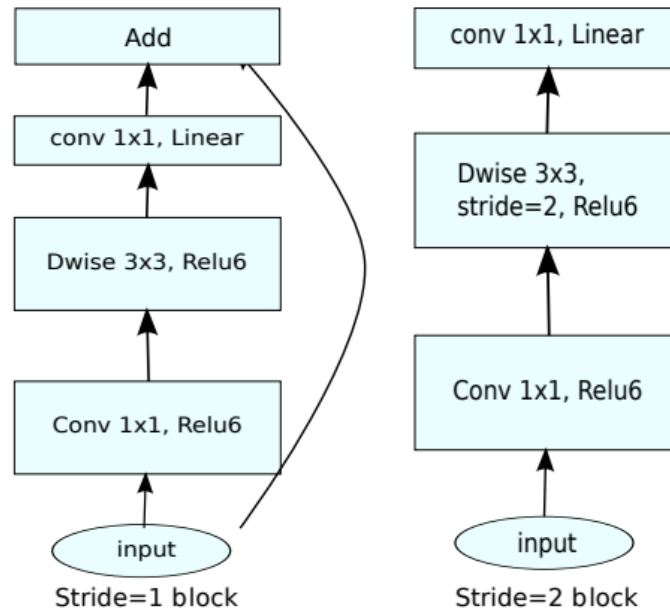 Add
conv 1x1, Linear
Dwise 3x3, Relu6
Conv 1x1, Relu6
input
Stride=1 block
conv 1x1, Linear
Dwise 3x3,
stride=2, Relu6
Conv 1x1, Relu6
input
Stride=2 block